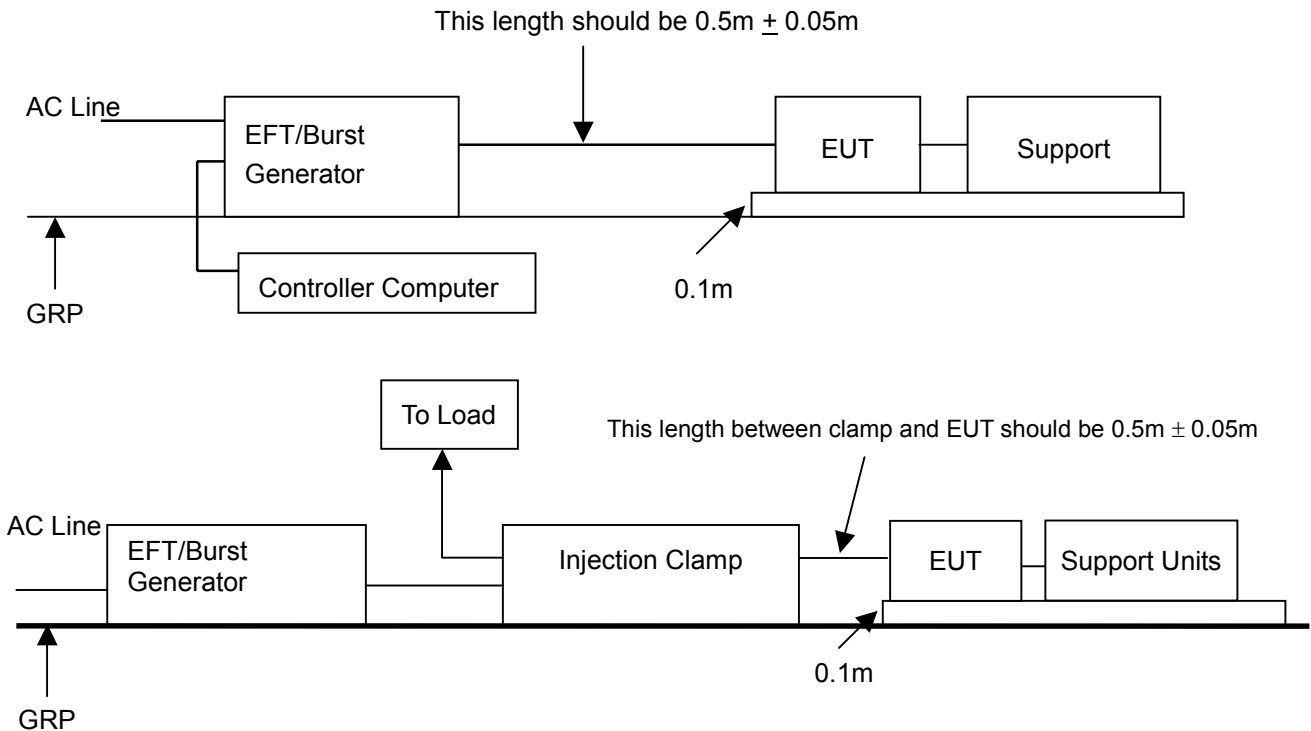 This length should be 0.5m ± 0.05m
AC Line
EFT/Burst
Generator
EUT
Support
Controller Computer
0.1m
GRP
To Load
This length between clamp and EUT should be 0.5m ± 0.05m
AC Line
EFT/Burst
Generator
Injection Clamp
EUT
Support Units
0.1m
GRP